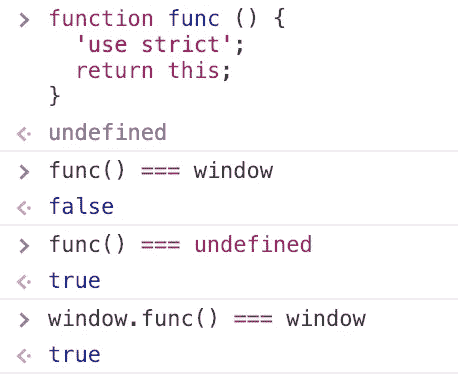 function func () {
'use strict';
return this;
}
undefined
func() === window
false
func() === undefined
true
window.func() === window
true